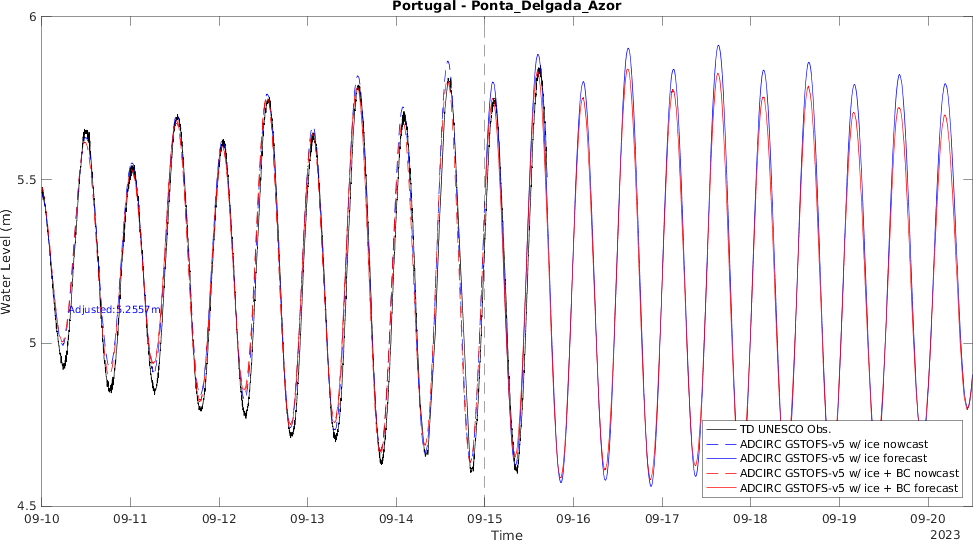 Portugal - Ponta_Delgada_Azor
6
5.5
5
4.5
Water Level (m)
Adjusted:5.2557m
TD UNESCO Obs.
ADCIRC GSTOFS-v5 w/ ice nowcast
ADCIRC GSTOFS-v5 w/ ice forecast
ADCIRC GSTOFS-v5 w/ ice + BC nowcast
ADCIRC GSTOFS-v5 w/ ice + BC forecast
09-10 09-11 09-12 09-13 09-14 09-15 09-16 09-17 09-18 09-19 09-20
Time
2023